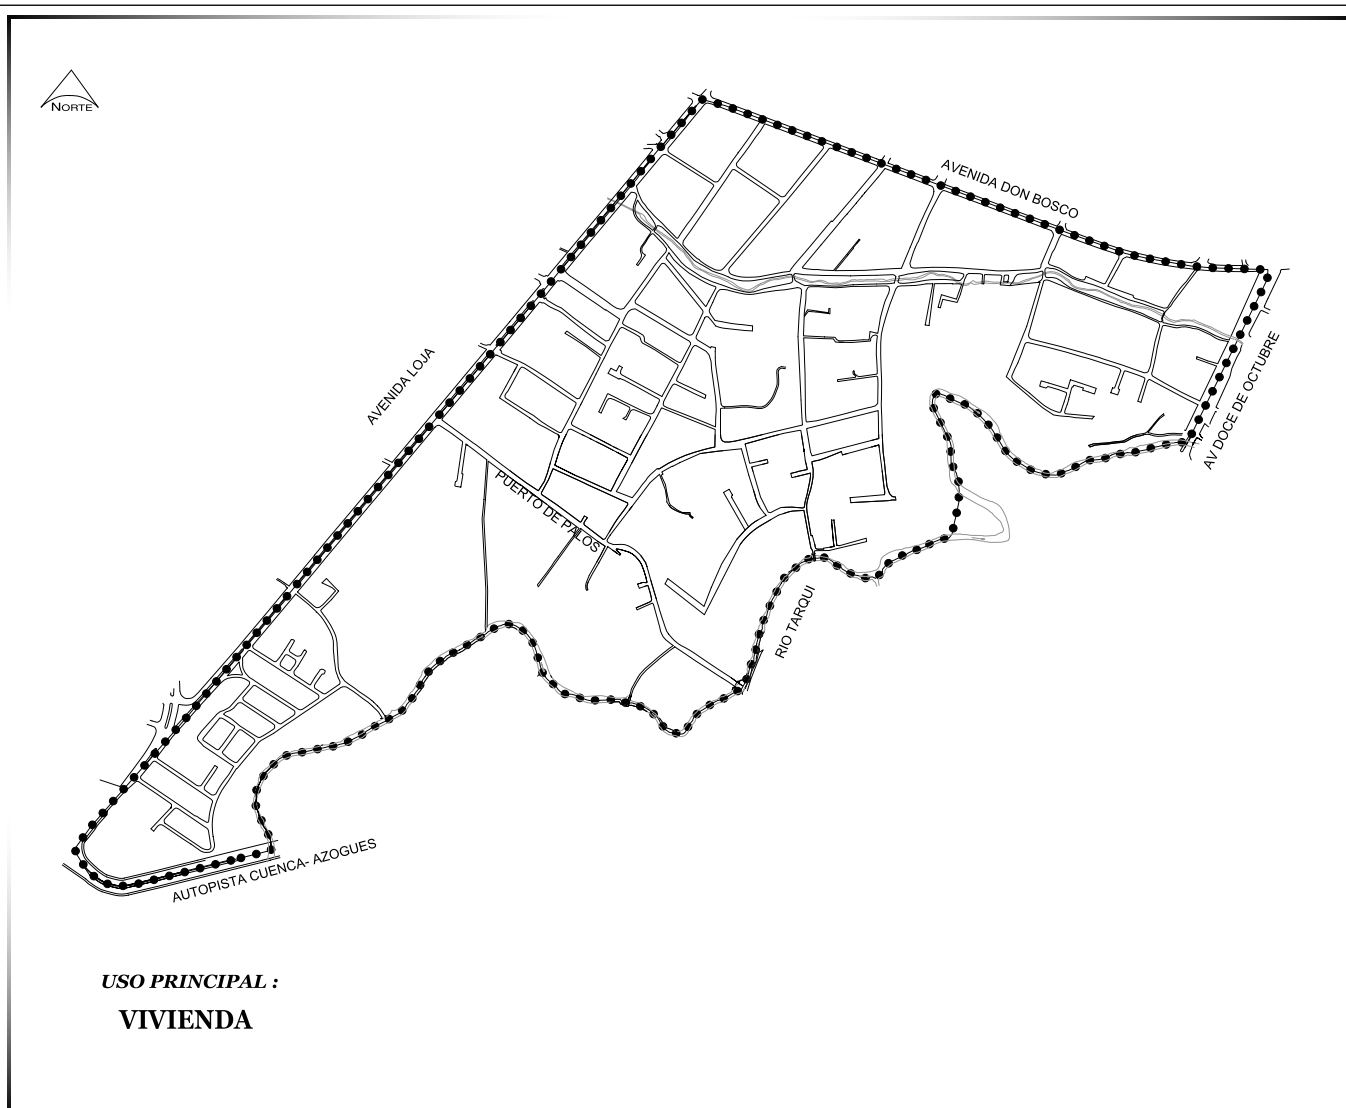 NORTE
AVENIDA DON BOSCO
AVENIDA LOJA
AV DOCE DE OCTUBRE
PUERTO DE PALOS
RIO TARQUI
AUTOPISTA CUENCA- AZOGUES
USO PRINCIPAL :
VIVIENDA